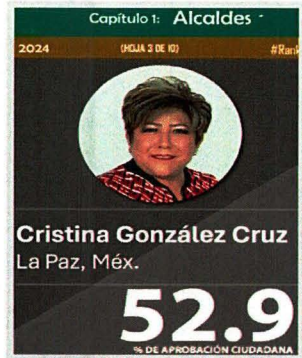 Capítulo 1: Alcaldes
2024 (HOJA 3 DE 10) #Rank
Cristina González Cruz
La Paz, Méx.
52.9
% DE APROBACIÓN CIUDADANA